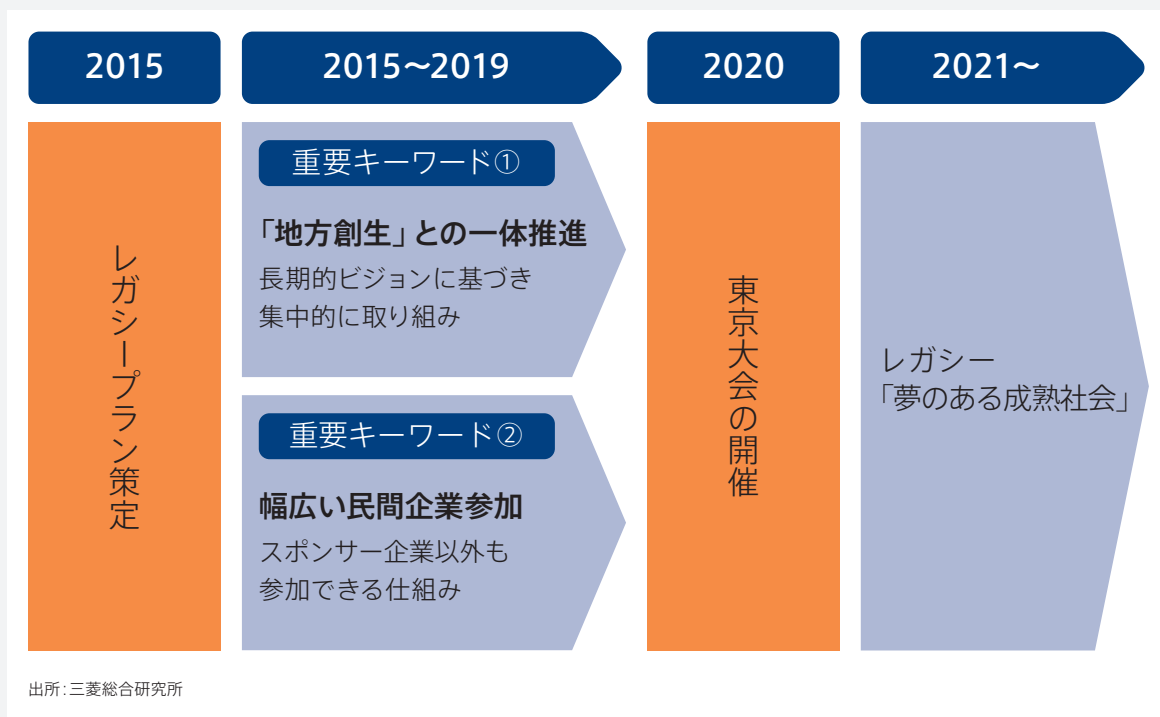 2015
2015〜2019
2020
2021〜
レガシープラン策定
重要キーワード①
「地方創生」との一体推進
長期的ビジョンに基づき
集中的に取り組み
重要キーワード②
幅広い民間企業参加
スポンサー企業以外も
参加できる仕組み
東京大会の開催
レガシー
「夢のある成熟社会」
出所：三菱総合研究所